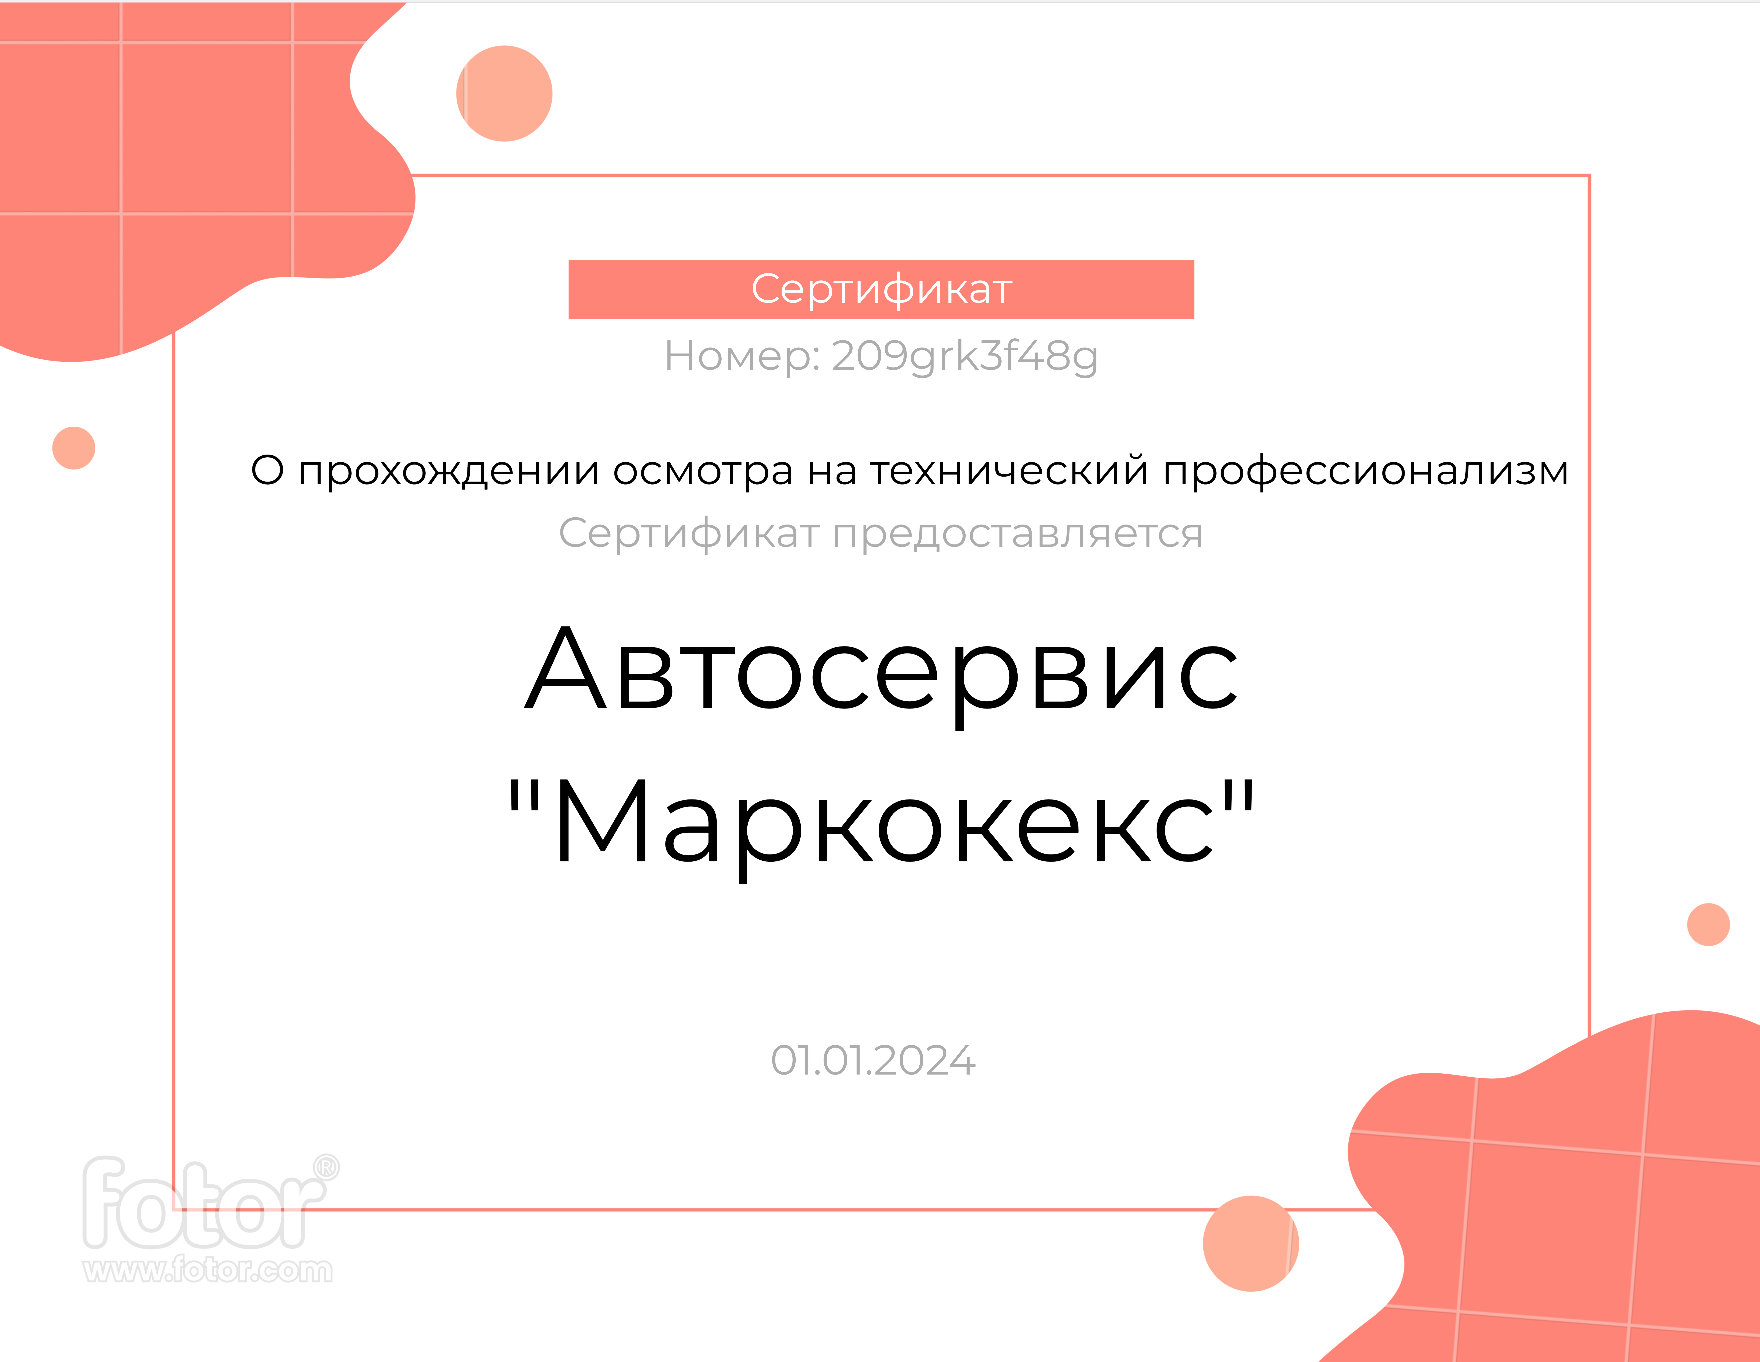 Сертификат
Номер: 209grk3f48g
О прохождении осмотра на технический профессионализм
Сертификат предоставляется
Автосервис
"Маркокекс"
01.01.2024
fotor®
www.fotor.com